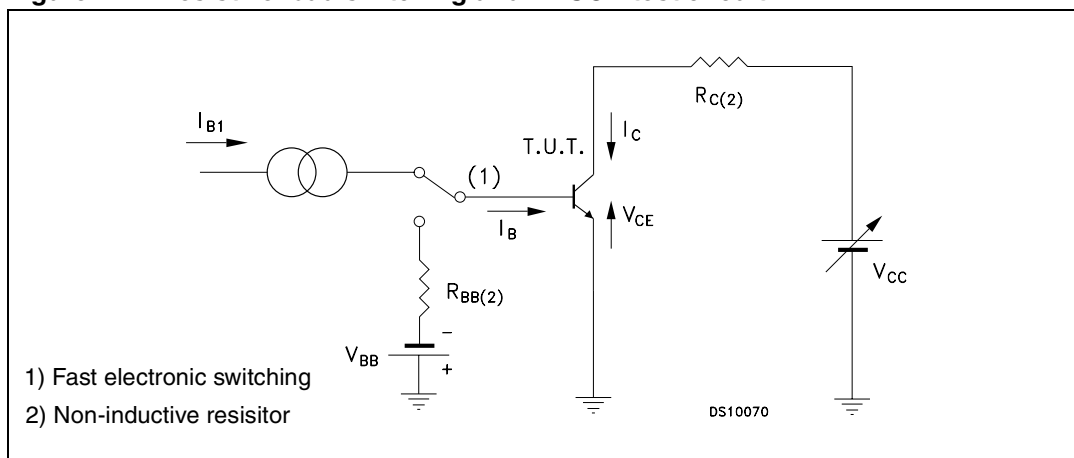 I_B1
R_C(2)
I_C
T.U.T.
(1)
I_B
V_CE
V_CC
R_BB(2)
−
V_BB
+
1) Fast electronic switching
2) Non-inductive resisitor
DS10070